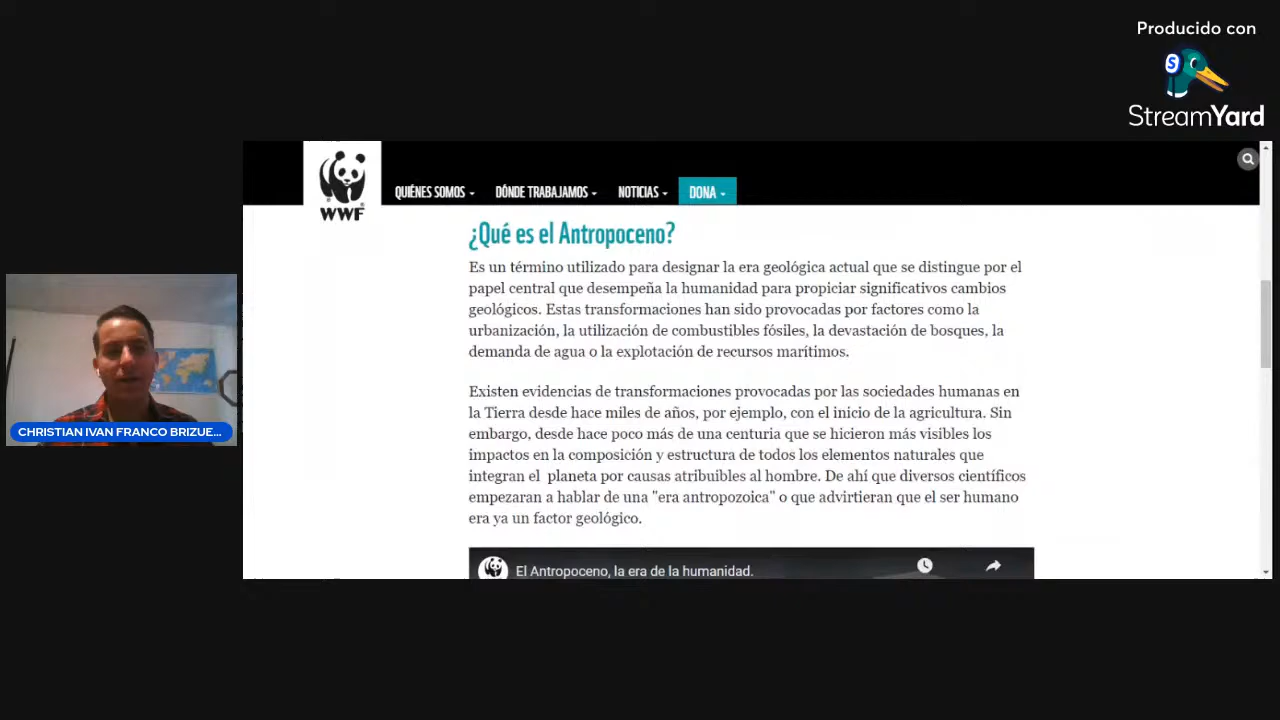 Producido con
S
StreamYard
WWF
QUIÉNES SOMOS
DÓNDE TRABAJAMOS
NOTICIAS
DONA
¿Qué es el Antropoceno?
Es un término utilizado para designar la era geológica actual que se distingue por el
papel central que desempeña la humanidad para propiciar significativos cambios
geológicos. Estas transformaciones han sido provocadas por factores como la
urbanización, la utilización de combustibles fósiles, la devastación de bosques, la
demanda de agua o la explotación de recursos marítimos.
Existen evidencias de transformaciones provocadas por las sociedades humanas en
la Tierra desde hace miles de años, por ejemplo, con el inicio de la agricultura. Sin
embargo, desde hace poco más de una centuria que se hicieron más visibles los
impactos en la composición y estructura de todos los elementos naturales que
integran el planeta por causas atribuibles al hombre. De ahí que diversos científicos
empezaran a hablar de una "era antropozoica" o que advirtieran que el ser humano
era ya un factor geológico.
El Antropoceno, la era de la humanidad.
CHRISTIAN IVAN FRANCO BRIZUE...